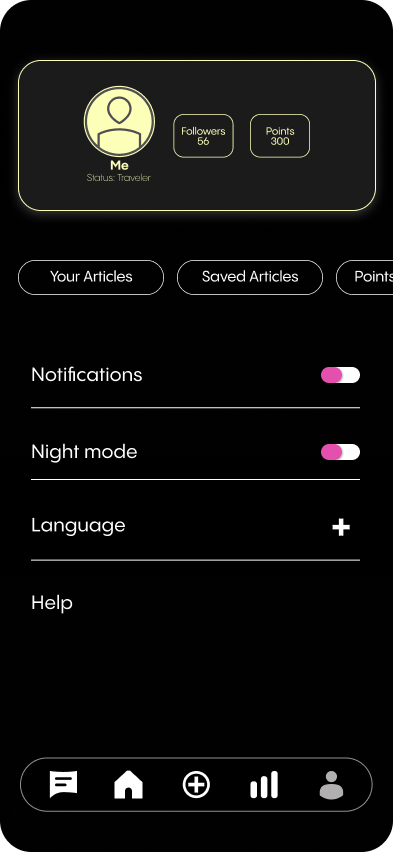 Followers
56
Points
300
Me
Status: Traveler
Your Articles
Saved Articles
Points
Notifications
Night mode
Language
Help